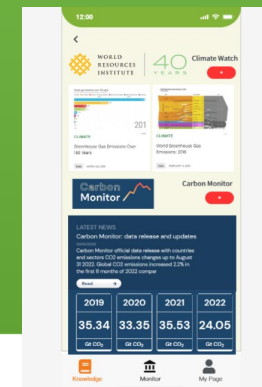 12:00
WORLD
RESOURCES
INSTITUTE
40
YEARS
Climate Watch
201
CLIMATE
Greenhouse Gas Emissions Over
160 Years
CLIMATE
World Greenhouse Gas
Emissions: 2018
Carbon
Monitor
Carbon Monitor
LATEST NEWS
Carbon Monitor: data release and updates
Carbon Monitor official data release with countries
and sectors CO2 emissions changes up to August
31 2022. Global CO2 emissions increased 2.2% in
the first 8 months of 2022 compar
Read
2019 2020 2021 2022
35.34 33.35 35.53 24.05
Gt CO₂ Gt CO₂ Gt CO₂ Gt CO₂
Knowledge Monitor My Page